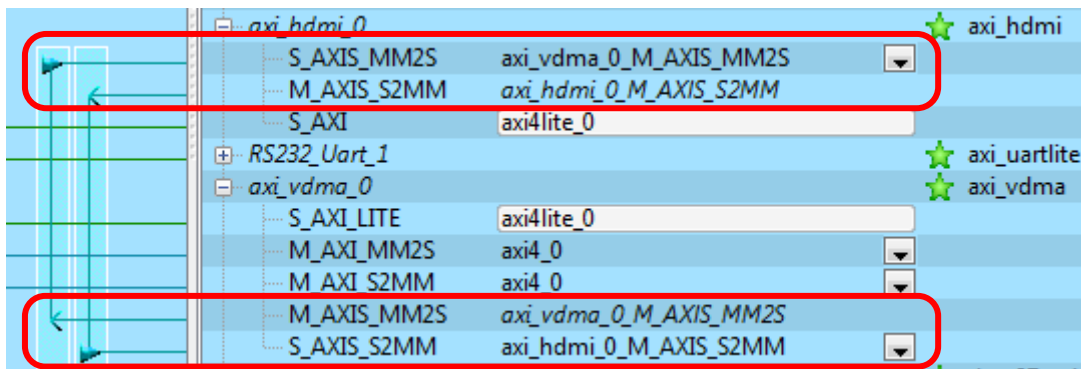 axi_hdmi_0 axi_hdmi
S_AXIS_MM2S axi_vdma_0_M_AXIS_MM2S
M_AXIS_S2MM axi_hdmi_0_M_AXIS_S2MM
S_AXI axi4lite_0
RS232_Uart_1 axi_uartlite
axi_vdma_0 axi_vdma
S_AXI_LITE axi4lite_0
M_AXI_MM2S axi4_0
M_AXI_S2MM axi4_0
M_AXIS_MM2S axi_vdma_0_M_AXIS_MM2S
S_AXIS_S2MM axi_hdmi_0_M_AXIS_S2MM